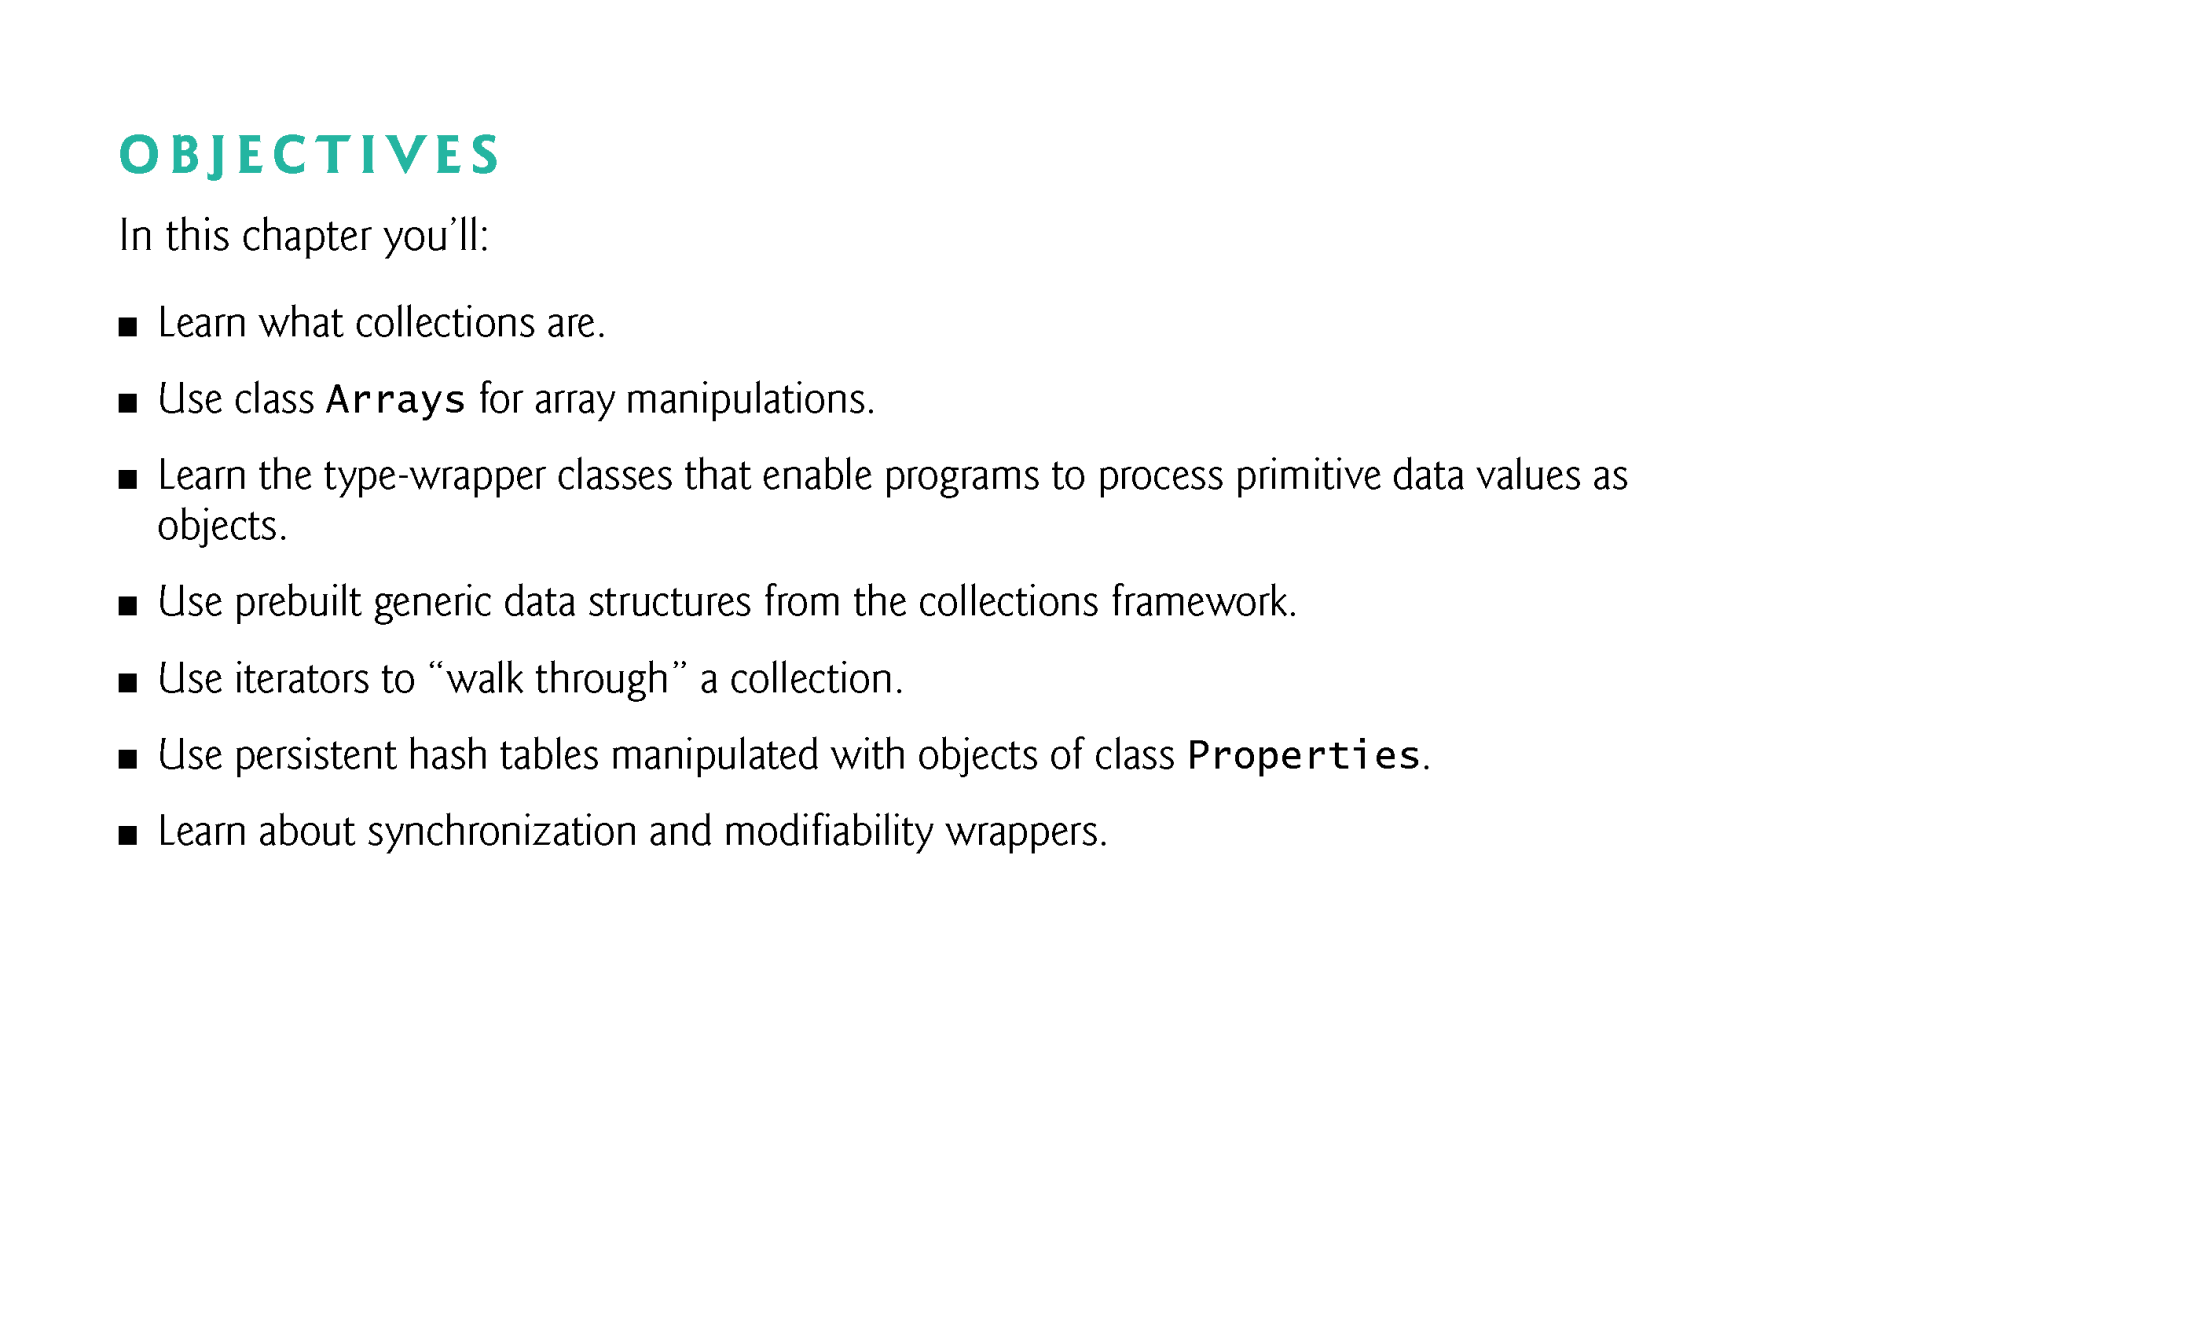 OBJECTIVES
In this chapter you’ll:
■ Learn what collections are.
■ Use class Arrays for array manipulations.
■ Learn the type-wrapper classes that enable programs to process primitive data values as
objects.
■ Use prebuilt generic data structures from the collections framework.
■ Use iterators to “walk through” a collection.
■ Use persistent hash tables manipulated with objects of class Properties.
■ Learn about synchronization and modifiability wrappers.